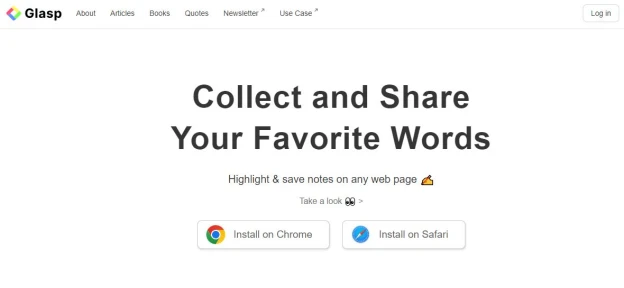 Glasp About Articles Books Quotes Newsletter ↗ Use Case ↗ Log in
Collect and Share
Your Favorite Words
Highlight & save notes on any web page ✍️
Take a look 👀 >
Install on Chrome Install on Safari